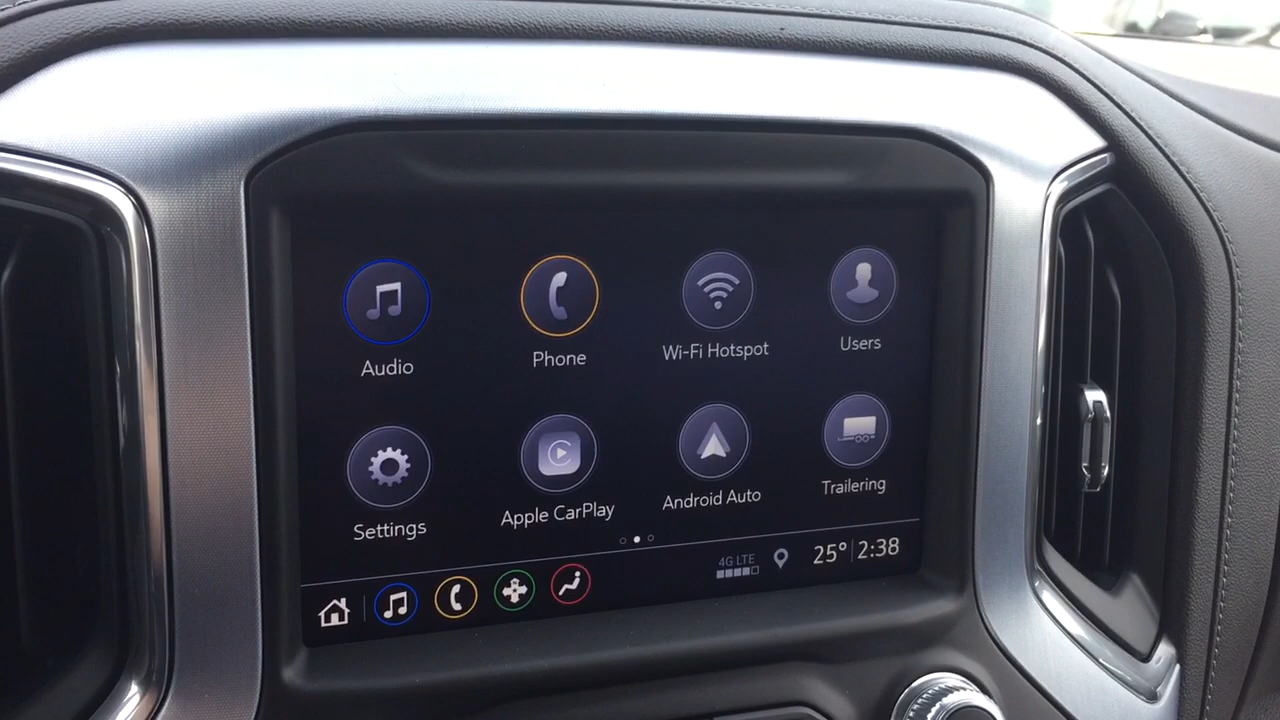 Audio
Phone
Wi-Fi Hotspot
Users
Settings
Apple CarPlay
Android Auto
Trailering
4G LTE
25° 2:38